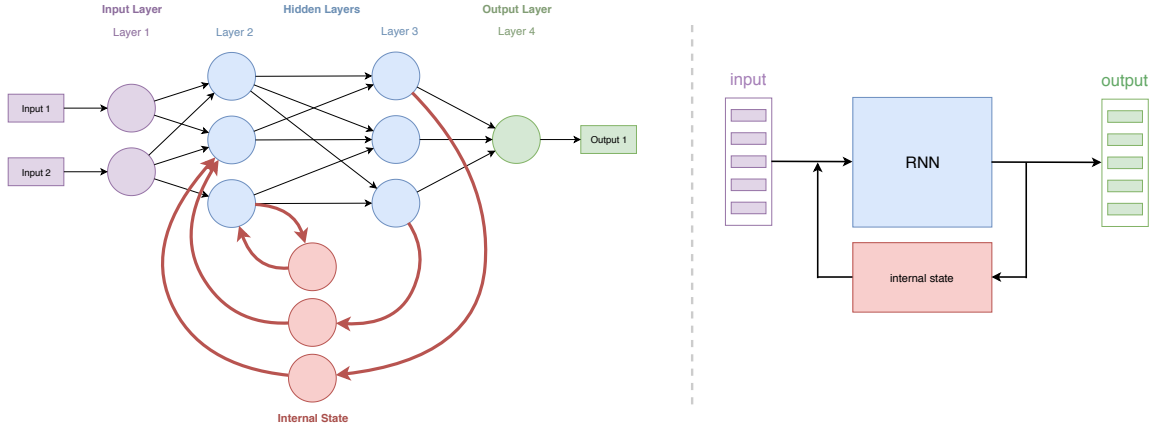 Input Layer
Hidden Layers
Output Layer
Layer 1
Layer 2
Layer 3
Layer 4
Input 1
Input 2
Output 1
Internal State
input
output
RNN
internal state